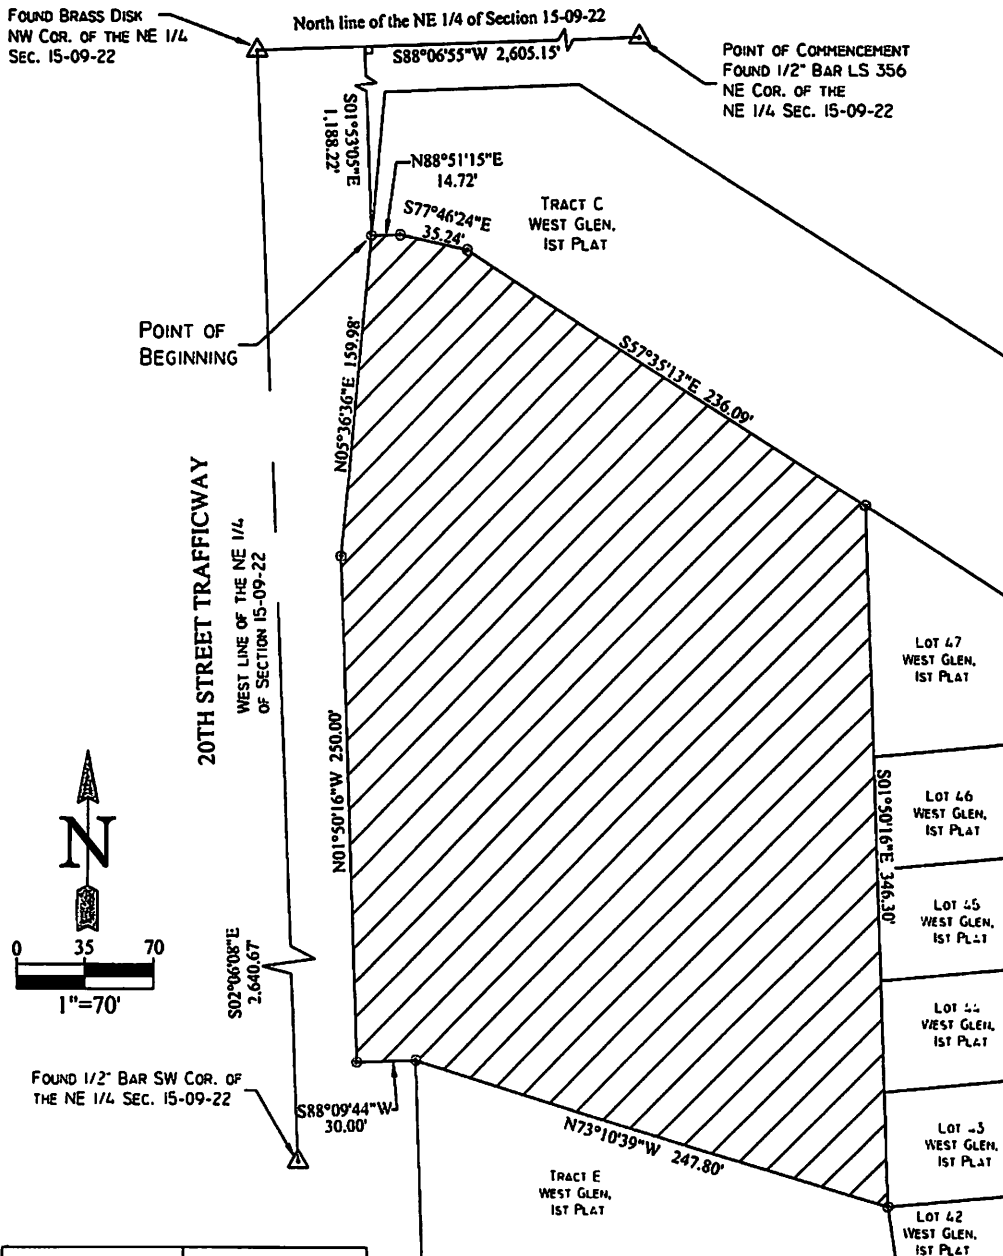 FOUND BRASS DISK
NW COR. OF THE NE 1/4
SEC. 15-09-22
North line of the NE 1/4 of Section 15-09-22
S88°06'55"W 2,605.15'
POINT OF COMMENCEMENT
FOUND 1/2" BAR LS 356
NE COR. OF THE
NE 1/4 SEC. 15-09-22
S01°53'05"E
1,188.22'
N88°51'15"E
14.72'
S77°46'24"E
35.24'
TRACT C
WEST GLEN,
1ST PLAT
POINT OF
BEGINNING
N05°36'36"E 159.98'
S57°35'13"E 236.09'
20TH STREET TRAFFICWAY
WEST LINE OF THE NE 1/4
OF SECTION 15-09-22
LOT 47
WEST GLEN,
1ST PLAT
N01°50'16"W 250.00'
S01°50'16"E 346.30'
LOT 46
WEST GLEN,
1ST PLAT
N
LOT 45
WEST GLEN,
1ST PLAT
0 35 70
1"=70'
S02°06'08"E
2,640.67'
LOT 44
WEST GLEN,
1ST PLAT
FOUND 1/2" BAR SW COR. OF
THE NE 1/4 SEC. 15-09-22
S88°09'44"W
30.00'
N73°10'39"W 247.80'
LOT 43
WEST GLEN,
1ST PLAT
TRACT E
WEST GLEN,
1ST PLAT
LOT 42
WEST GLEN,
1ST PLAT